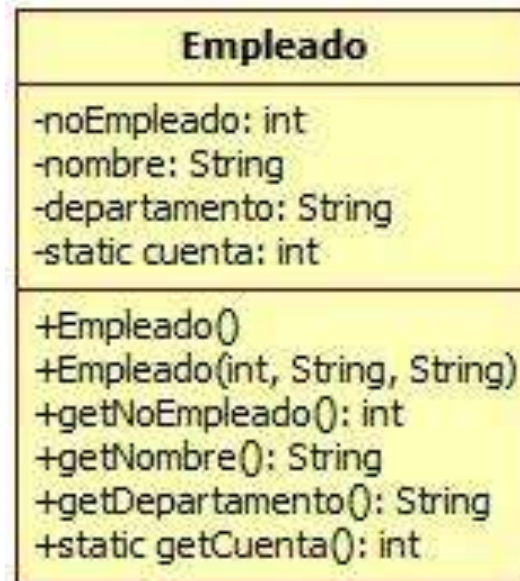 Empleado
-noEmpleado: int
-nombre: String
-departamento: String
-static cuenta: int
+Empleado()
+Empleado(int, String, String)
+getNoEmpleado(): int
+getNombre(): String
+getDepartamento(): String
+static getCuenta(): int